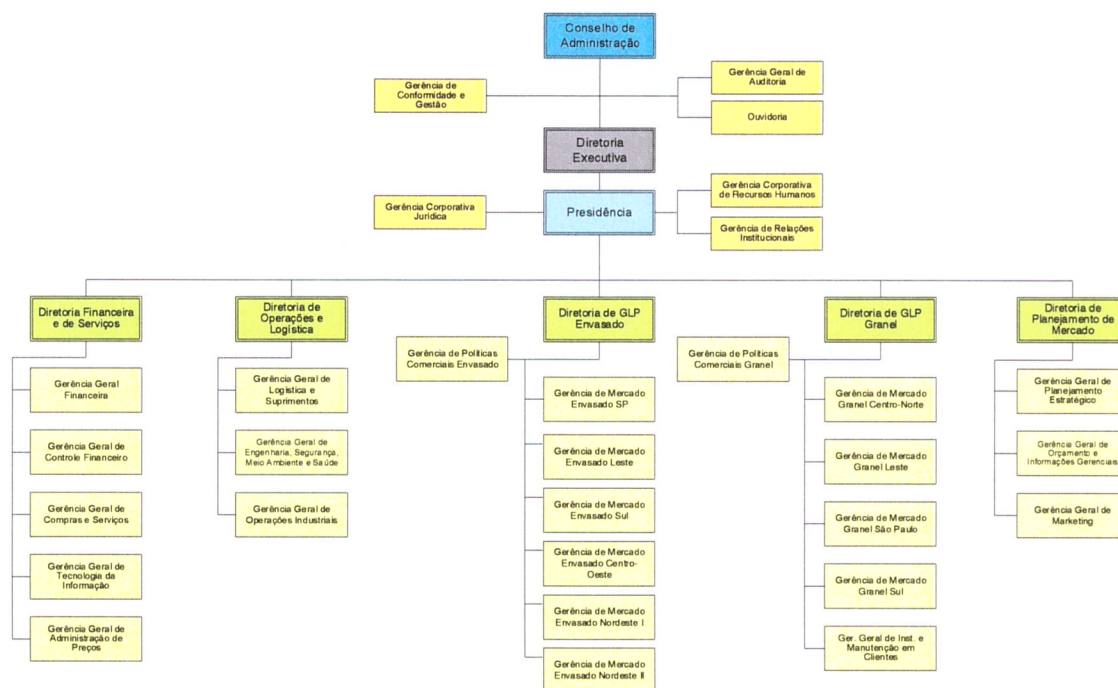 Conselho de
Administração
Gerência de
Conformidade e
Gestão
Gerência Geral de
Auditoria
Ouvidoria
Diretoria
Executiva
Gerência Corporativa
Jurídica
Presidência
Gerência Corporativa
de Recursos Humanos
Gerência de Relações
Institucionais
Diretoria Financeira
e de Serviços
Gerência Geral
Financeira
Gerência Geral de
Controle Financeiro
Gerência Geral de
Compras e Serviços
Gerência Geral de
Tecnologia da
Informação
Gerência Geral de
Administração de
Preços
Diretoria de
Operações e
Logística
Gerência Geral de
Logística e
Suprimentos
Gerência Geral de
Engenharia, Segurança,
Meio Ambiente e Saúde
Gerência Geral de
Operações Industriais
Diretoria de GLP
Envasado
Gerência de Políticas
Comerciais Envasado
Gerência de Mercado
Envasado SP
Gerência de Mercado
Envasado Leste
Gerência de Mercado
Envasado Sul
Gerência de Mercado
Envasado Centro-
Oeste
Gerência de Mercado
Envasado Nordeste I
Gerência de Mercado
Envasado Nordeste II
Diretoria de GLP
Granel
Gerência de Políticas
Comerciais Granel
Gerência de Mercado
Granel Centro-Norte
Gerência de Mercado
Granel Leste
Gerência de Mercado
Granel São Paulo
Gerência de Mercado
Granel Sul
Ger. Geral de Inst. e
Manutenção em
Clientes
Diretoria de
Planejamento de
Mercado
Gerência Geral de
Planejamento
Estratégico
Gerência Geral de
Orçamento e
Informações Gerenciais
Gerência Geral de
Marketing